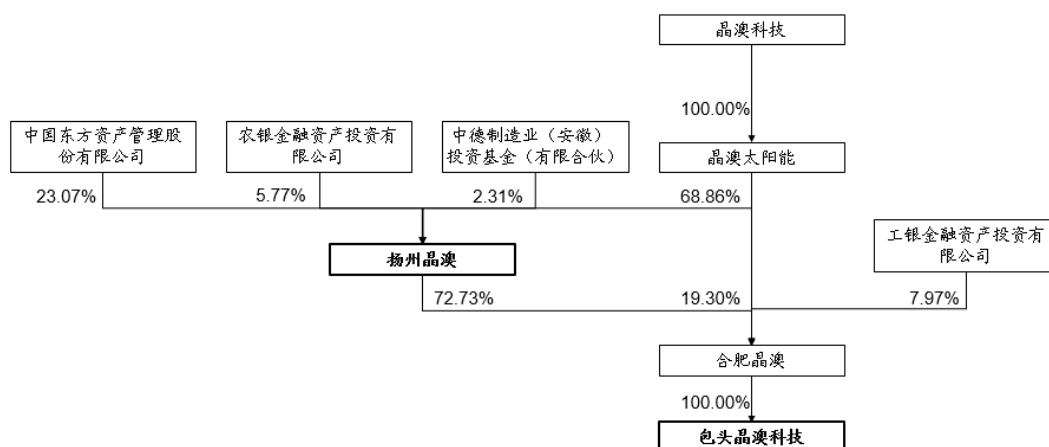 晶澳科技
100.00%
中国东方资产管理股
份有限公司
农银金融资产投资有
限公司
中德制造业（安徽）
投资基金（有限合伙）
晶澳太阳能
23.07%
5.77%
2.31%
68.86%
工银金融资产投资有
限公司
扬州晶澳
72.73%
19.30%
7.97%
合肥晶澳
100.00%
包头晶澳科技